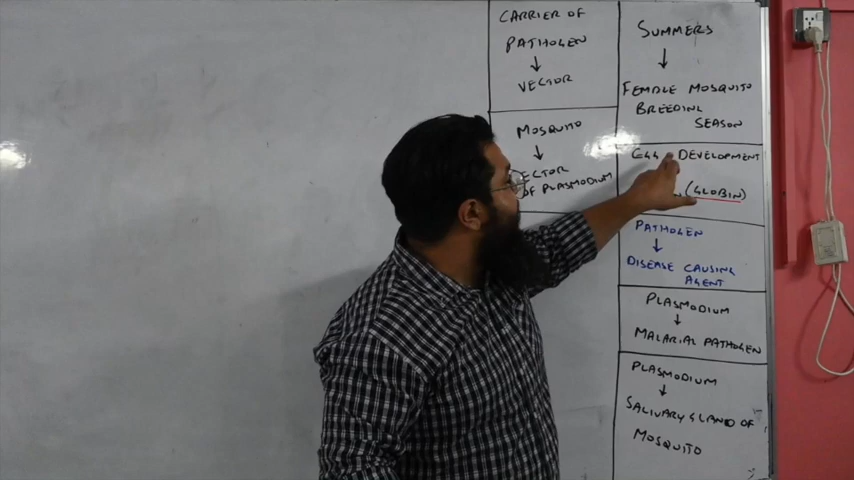 CARRIER OF
PATHOGEN
↓
VECTOR
MOSQUITO
↓
OF PLASMODIUM
SUMMERS
↓
FEMALE MOSQUITO
BREEDING
SEASON
EGG DEVELOPMENT
(GLOBIN)
PATHOGEN
↓
DISEASE CAUSING
AGENT
PLASMODIUM
↓
MALARIAL PATHOGEN
PLASMODIUM
↓
SALIVARY GLAND OF
MOSQUITO